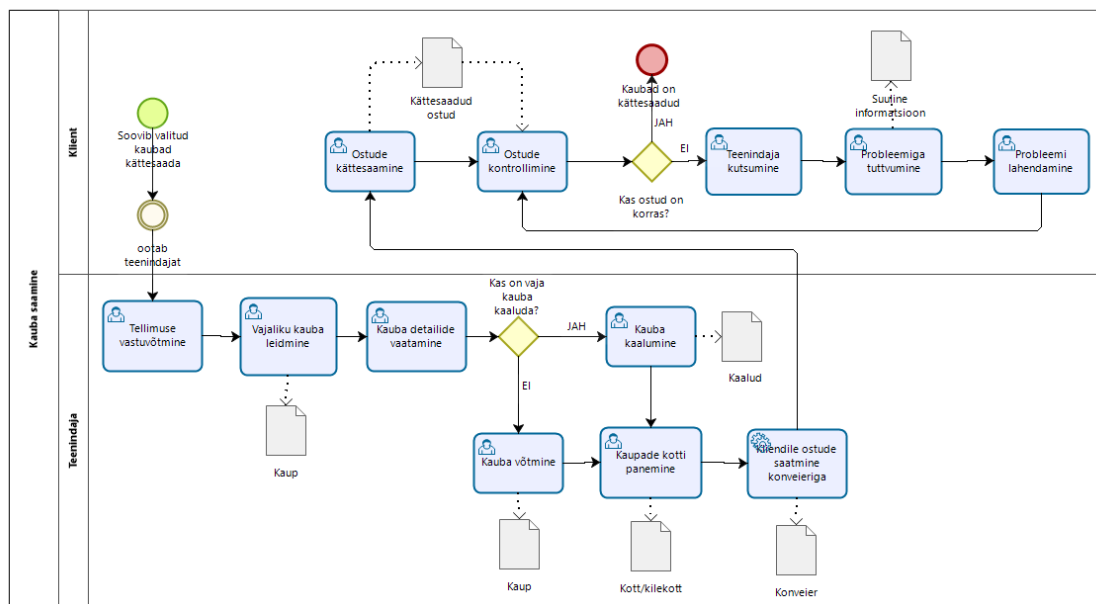 Kauba saamine
Klient
Soovib valitud
kaubad
kättesaada
ootab
teenindajat
Ostude
kättesaamine
Kättesaadud
ostud
Ostude
kontrollimine
Kaubad on
kättesaadud
JAH
EI
Kas ostud on
korras?
Teenindaja
kutsumine
Suuline
informatsioon
Probleemiga
tutvumine
Probleemi
lahendamine
Teenindaja
Tellimuse
vastuvõtmine
Vajaliku kauba
leidmine
Kaup
Kauba detailide
vaatamine
Kas on vaja
kauba
kaaluda?
JAH
EI
Kauba
kaalumine
Kaalud
Kauba võtmine
Kaup
Kaupade kotti
panemine
Kott/kilekott
Kliendile ostude
saatmine
konveieriga
Konveier